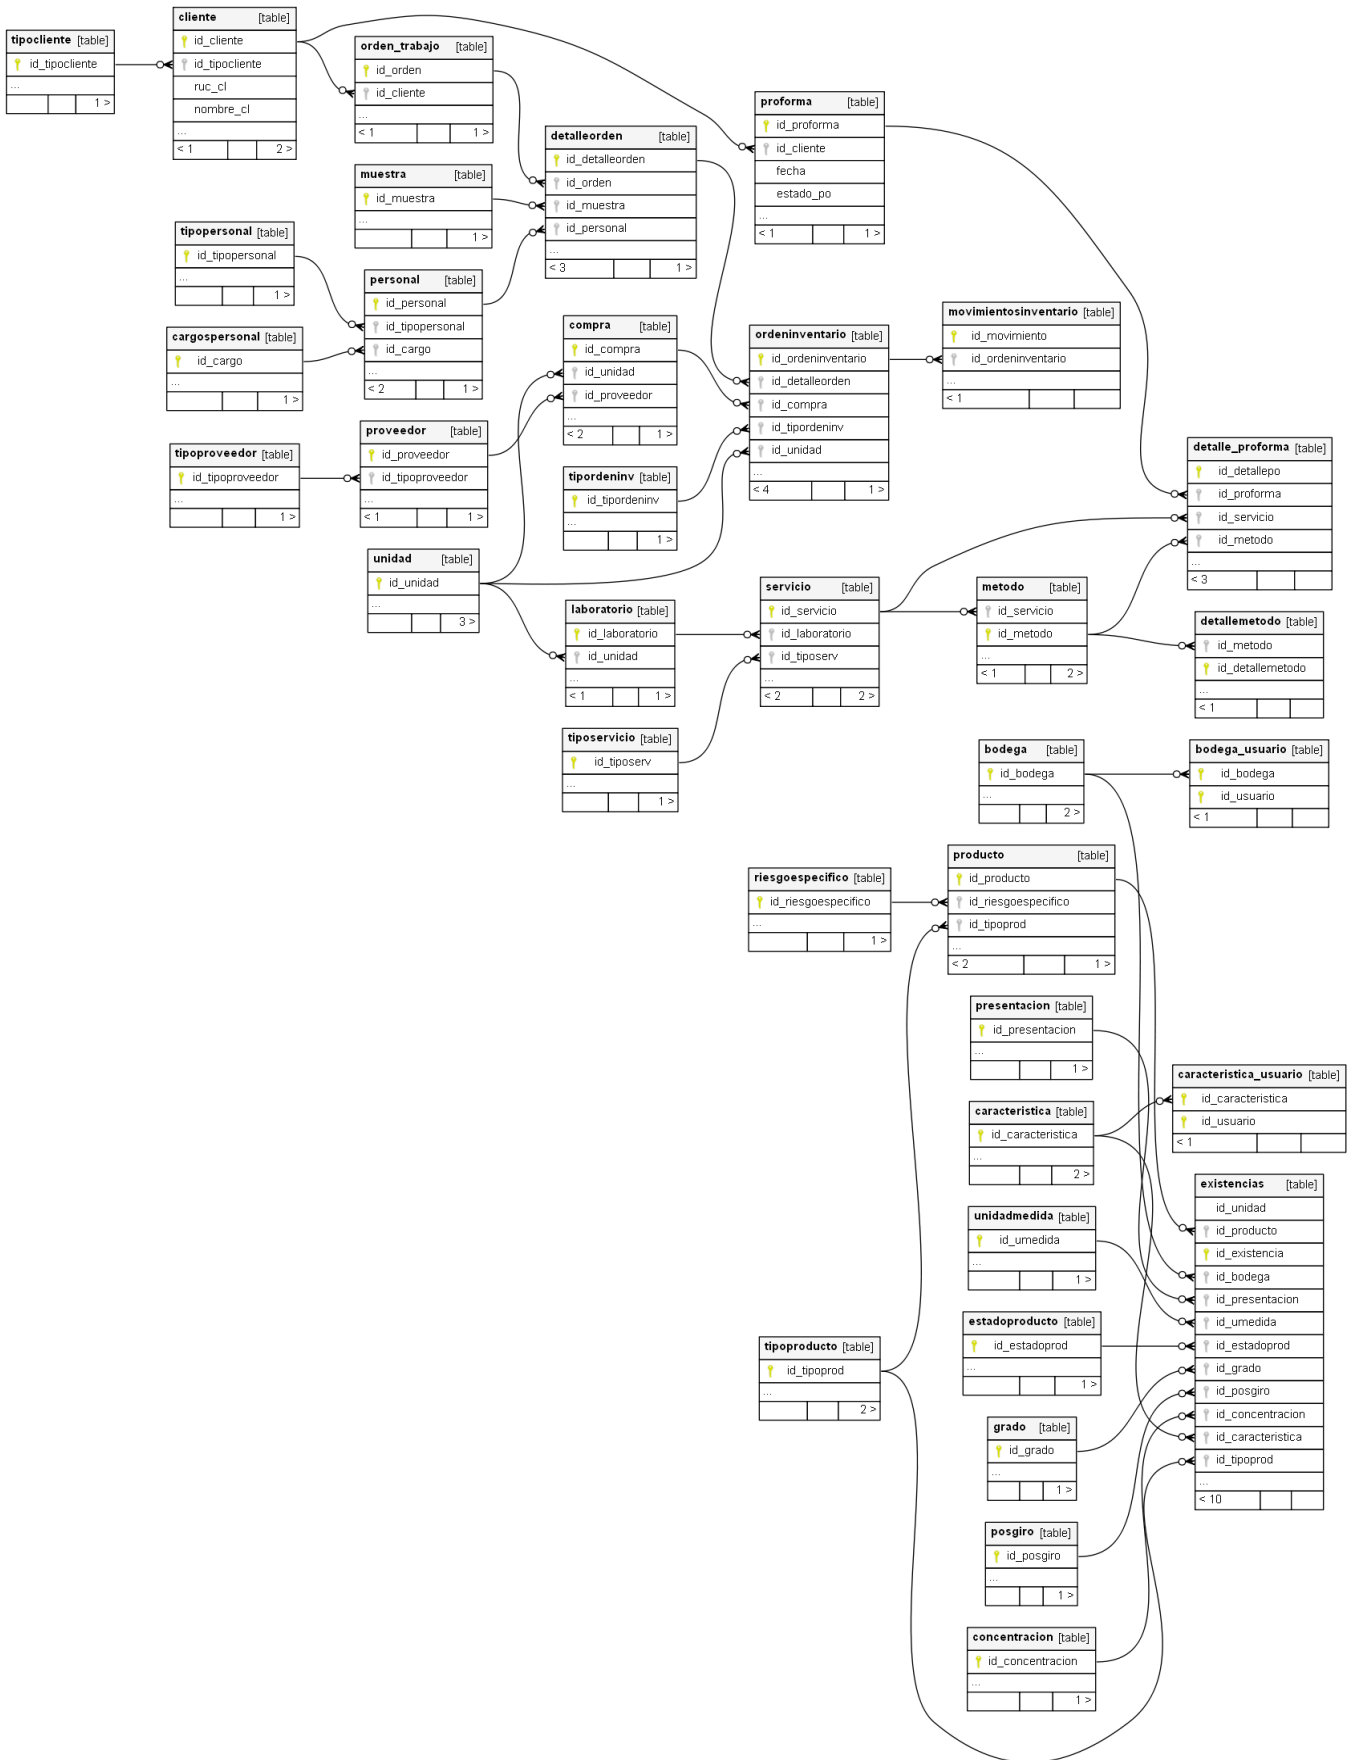 tipocliente [table]
id_tipocliente
...
1 >
cliente [table]
id_cliente
id_tipocliente
ruc_cl
nombre_cl
...
< 1 2 >
orden_trabajo [table]
id_orden
id_cliente
...
< 1 1 >
muestra [table]
id_muestra
...
1 >
detalleorden [table]
id_detalleorden
id_orden
id_muestra
id_personal
...
< 3 1 >
proforma [table]
id_proforma
id_cliente
fecha
estado_po
...
< 1 1 >
tipopersonal [table]
id_tipopersonal
...
1 >
cargospersonal [table]
id_cargo
...
1 >
personal [table]
id_personal
id_tipopersonal
id_cargo
...
< 2 1 >
compra [table]
id_compra
id_unidad
id_proveedor
...
< 2 1 >
ordeninventario [table]
id_ordeninventario
id_detalleorden
id_compra
id_tipordeninv
id_unidad
...
< 4 1 >
movimientosinventario [table]
id_movimiento
id_ordeninventario
...
< 1
tipoproveedor [table]
id_tipoproveedor
...
1 >
proveedor [table]
id_proveedor
id_tipoproveedor
...
< 1 1 >
tipordeninv [table]
id_tipordeninv
...
1 >
detalle_proforma [table]
id_detallepo
id_proforma
id_servicio
id_metodo
...
< 3
unidad [table]
id_unidad
...
3 >
laboratorio [table]
id_laboratorio
id_unidad
...
< 1 1 >
servicio [table]
id_servicio
id_laboratorio
id_tiposerv
...
< 2 2 >
metodo [table]
id_servicio
id_metodo
...
< 1 2 >
detallemetodo [table]
id_metodo
id_detallemetodo
...
< 1
tiposervicio [table]
id_tiposerv
...
1 >
bodega [table]
id_bodega
...
2 >
bodega_usuario [table]
id_bodega
id_usuario
< 1
riesgoespecifico [table]
id_riesgoespecifico
...
1 >
producto [table]
id_producto
id_riesgoespecifico
id_tipoprod
...
< 2 1 >
presentacion [table]
id_presentacion
...
1 >
caracteristica [table]
id_caracteristica
...
2 >
caracteristica_usuario [table]
id_caracteristica
id_usuario
< 1
unidadmedida [table]
id_umedida
...
1 >
existencias [table]
id_unidad
id_producto
id_existencia
id_bodega
id_presentacion
id_umedida
id_estadoprod
id_grado
id_posgiro
id_concentracion
id_caracteristica
id_tipoprod
...
< 10
estadoproducto [table]
id_estadoprod
...
1 >
tipoproducto [table]
id_tipoprod
...
2 >
grado [table]
id_grado
...
1 >
posgiro [table]
id_posgiro
...
1 >
concentracion [table]
id_concentracion
...
1 >